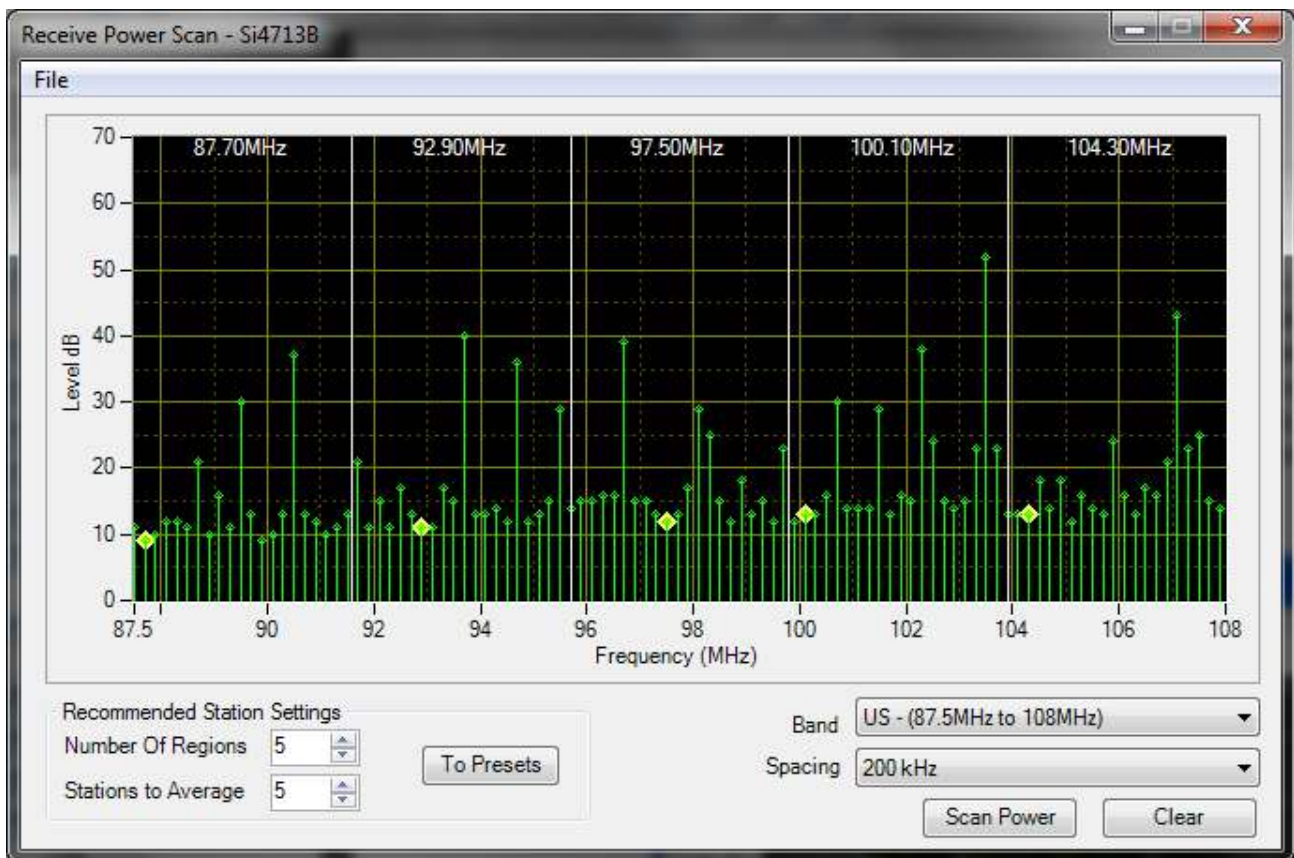 Receive Power Scan - Si4713B
File
87.70MHz 92.90MHz 97.50MHz 100.10MHz 104.30MHz
70
60
50
40
30
20
10
0
Level dB
87.5 90 92 94 96 98 100 102 104 106 108
Frequency (MHz)
Recommended Station Settings
Number Of Regions 5
Stations to Average 5
To Presets
Band US - (87.5MHz to 108MHz)
Spacing 200 kHz
Scan Power Clear